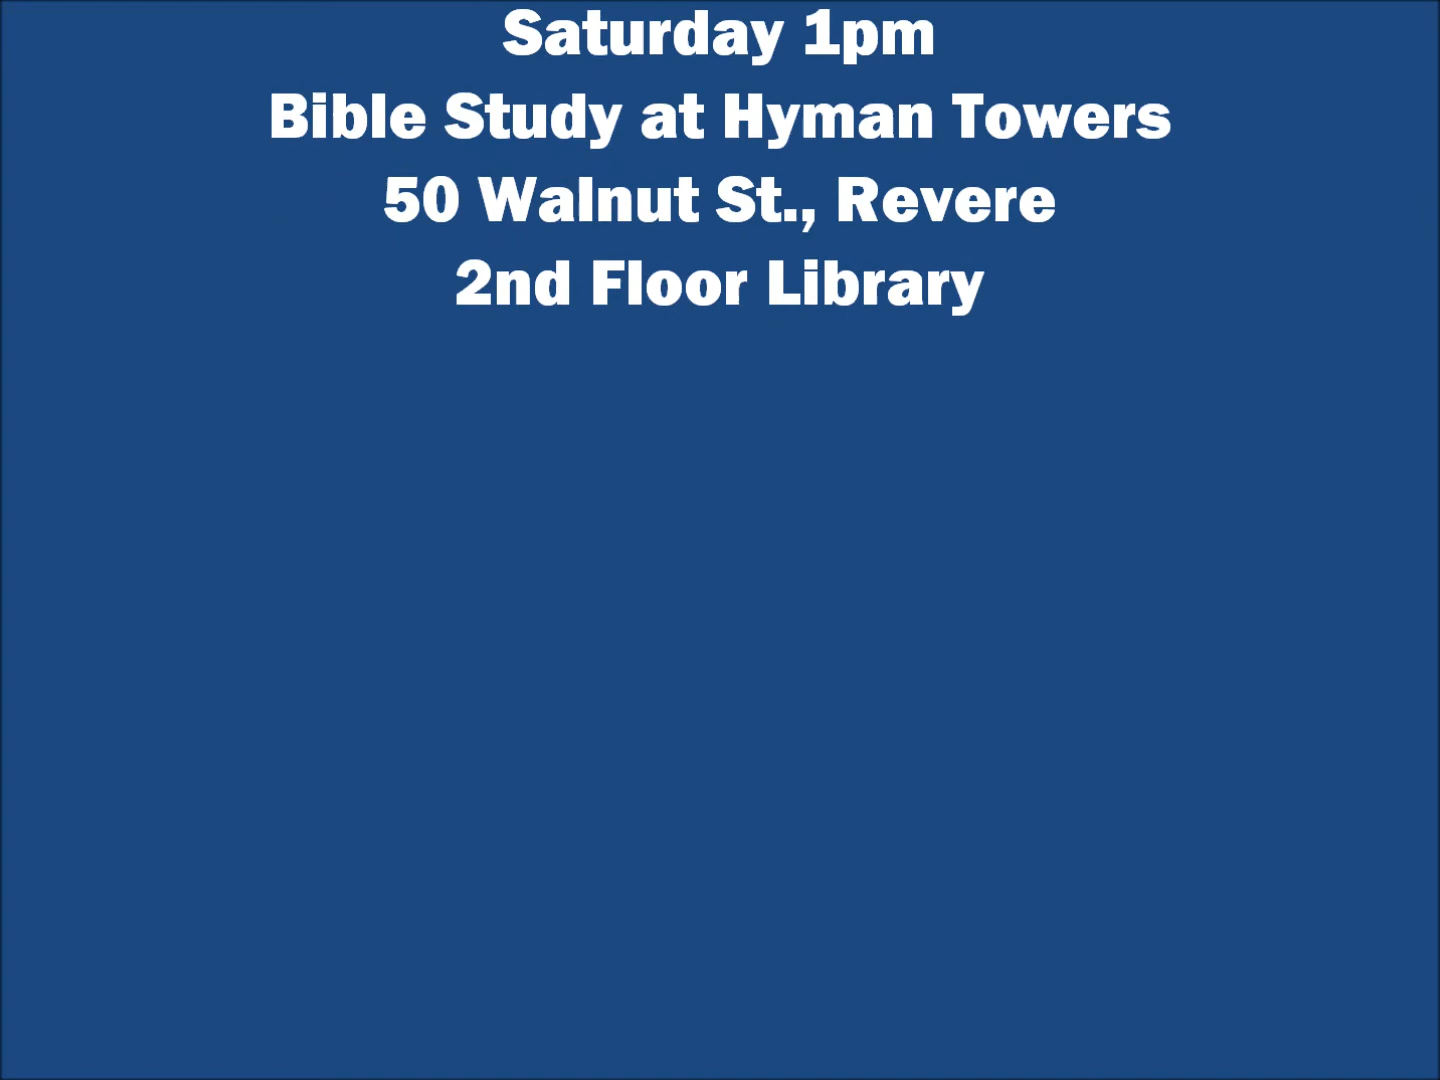 Saturday 1pm
Bible Study at Hyman Towers
50 Walnut St., Revere
2nd Floor Library